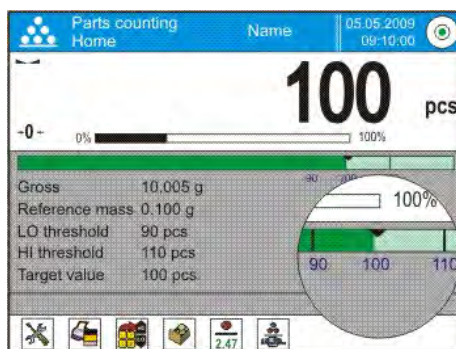 Parts counting
Home
Name
05.05.2009
09:10:00
100
pcs
-0-
0%
100%
90
Gross 10.005 g
Reference mass 0.100 g
LO threshold 90 pcs
HI threshold 110 pcs
Target value 100 pcs
100%
90 100 110
2.47